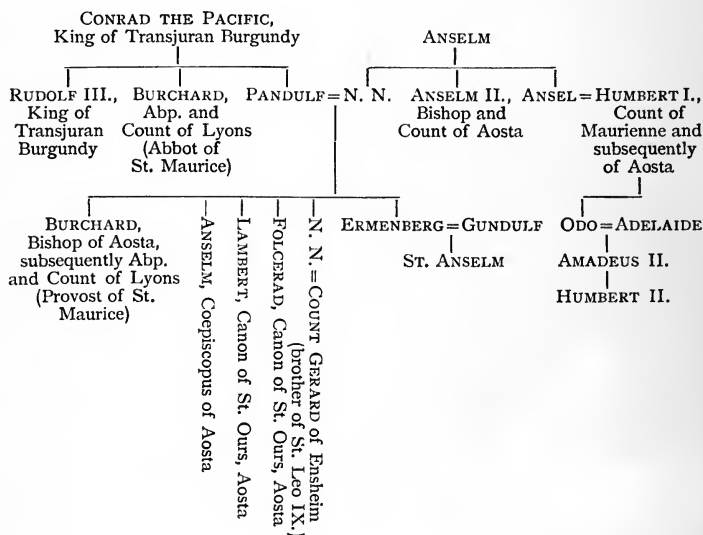 CONRAD THE PACIFIC,
King of Transjuran Burgundy
ANSELM
RUDOLF III.,
King of
Transjuran
Burgundy
BURCHARD,
Abp. and
Count of Lyons
(Abbot of
St. Maurice)
PANDULF=N. N.
ANSELM II.,
Bishop and
Count of Aosta
ANSEL=HUMBERT I.,
Count of
Maurienne and
subsequently
of Aosta
BURCHARD,
Bishop of Aosta,
subsequently Abp.
and Count of Lyons
(Provost of St.
Maurice)
ANSELM, Coepiscopus of Aosta
LAMBERT, Canon of St. Ours, Aosta
FOLCERAD, Canon of St. Ours, Aosta
N. N.=COUNT GERARD of Ensheim
(brother of St. Leo IX.)
ERMENBERG=GUNDULF
ST. ANSELM
ODO=ADELAIDE
AMADEUS II.
HUMBERT II.